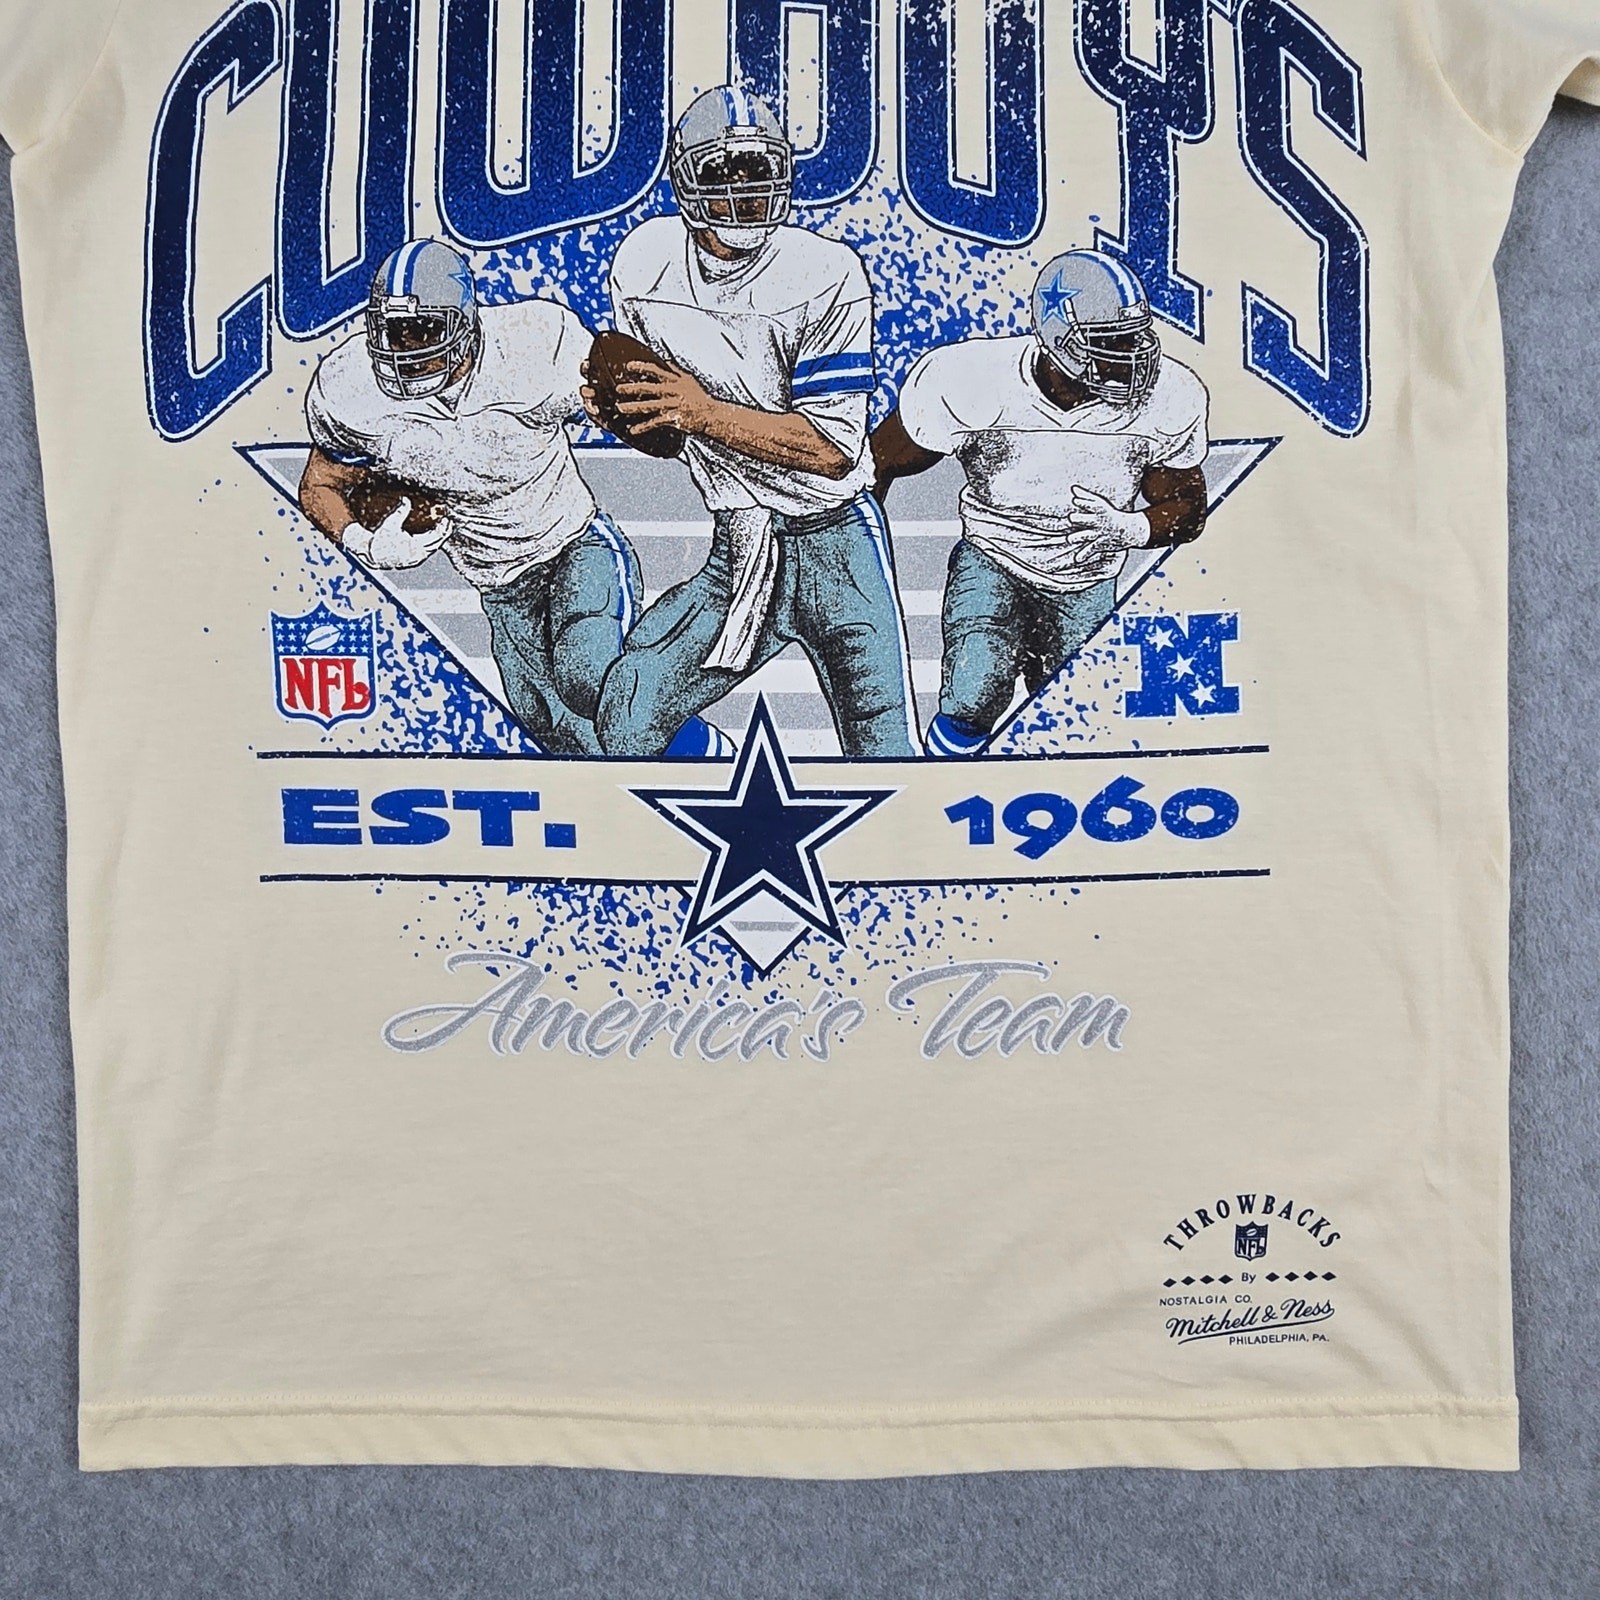 COWBOYS
NFL
N
EST. 1960
America's Team
THROWBACKS
NFL
By
NOSTALGIA CO.
Mitchell & Ness
PHILADELPHIA, PA.